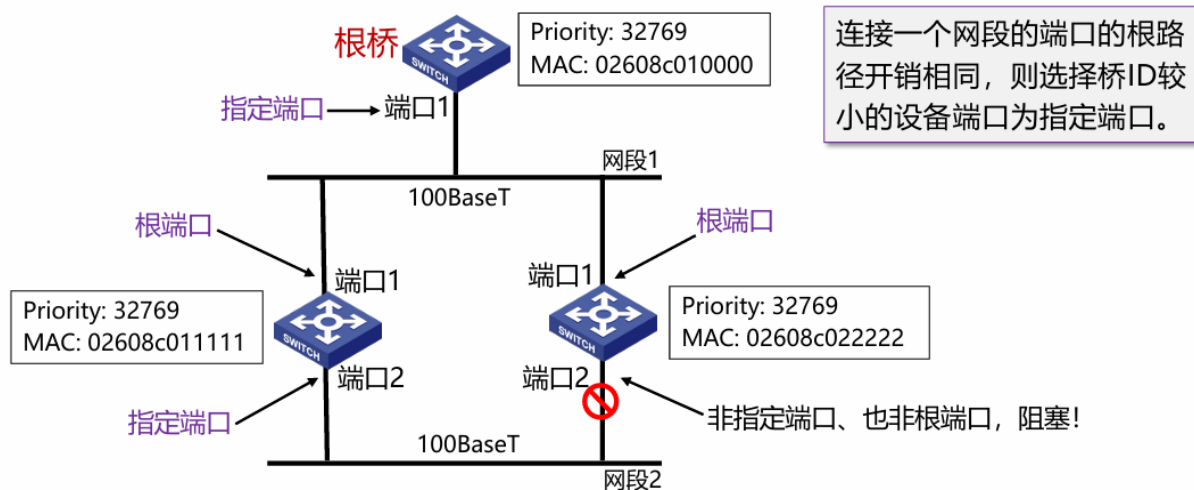 根桥
SWITCH
Priority: 32769
MAC: 02608c010000
连接一个网段的端口的根路
径开销相同，则选择桥ID较
小的设备端口为指定端口。
指定端口
端口1
网段1
100BaseT
根端口
根端口
端口1
端口1
Priority: 32769
MAC: 02608c011111
SWITCH
SWITCH
Priority: 32769
MAC: 02608c022222
端口2
端口2
指定端口
非指定端口、也非根端口，阻塞！
100BaseT
网段2